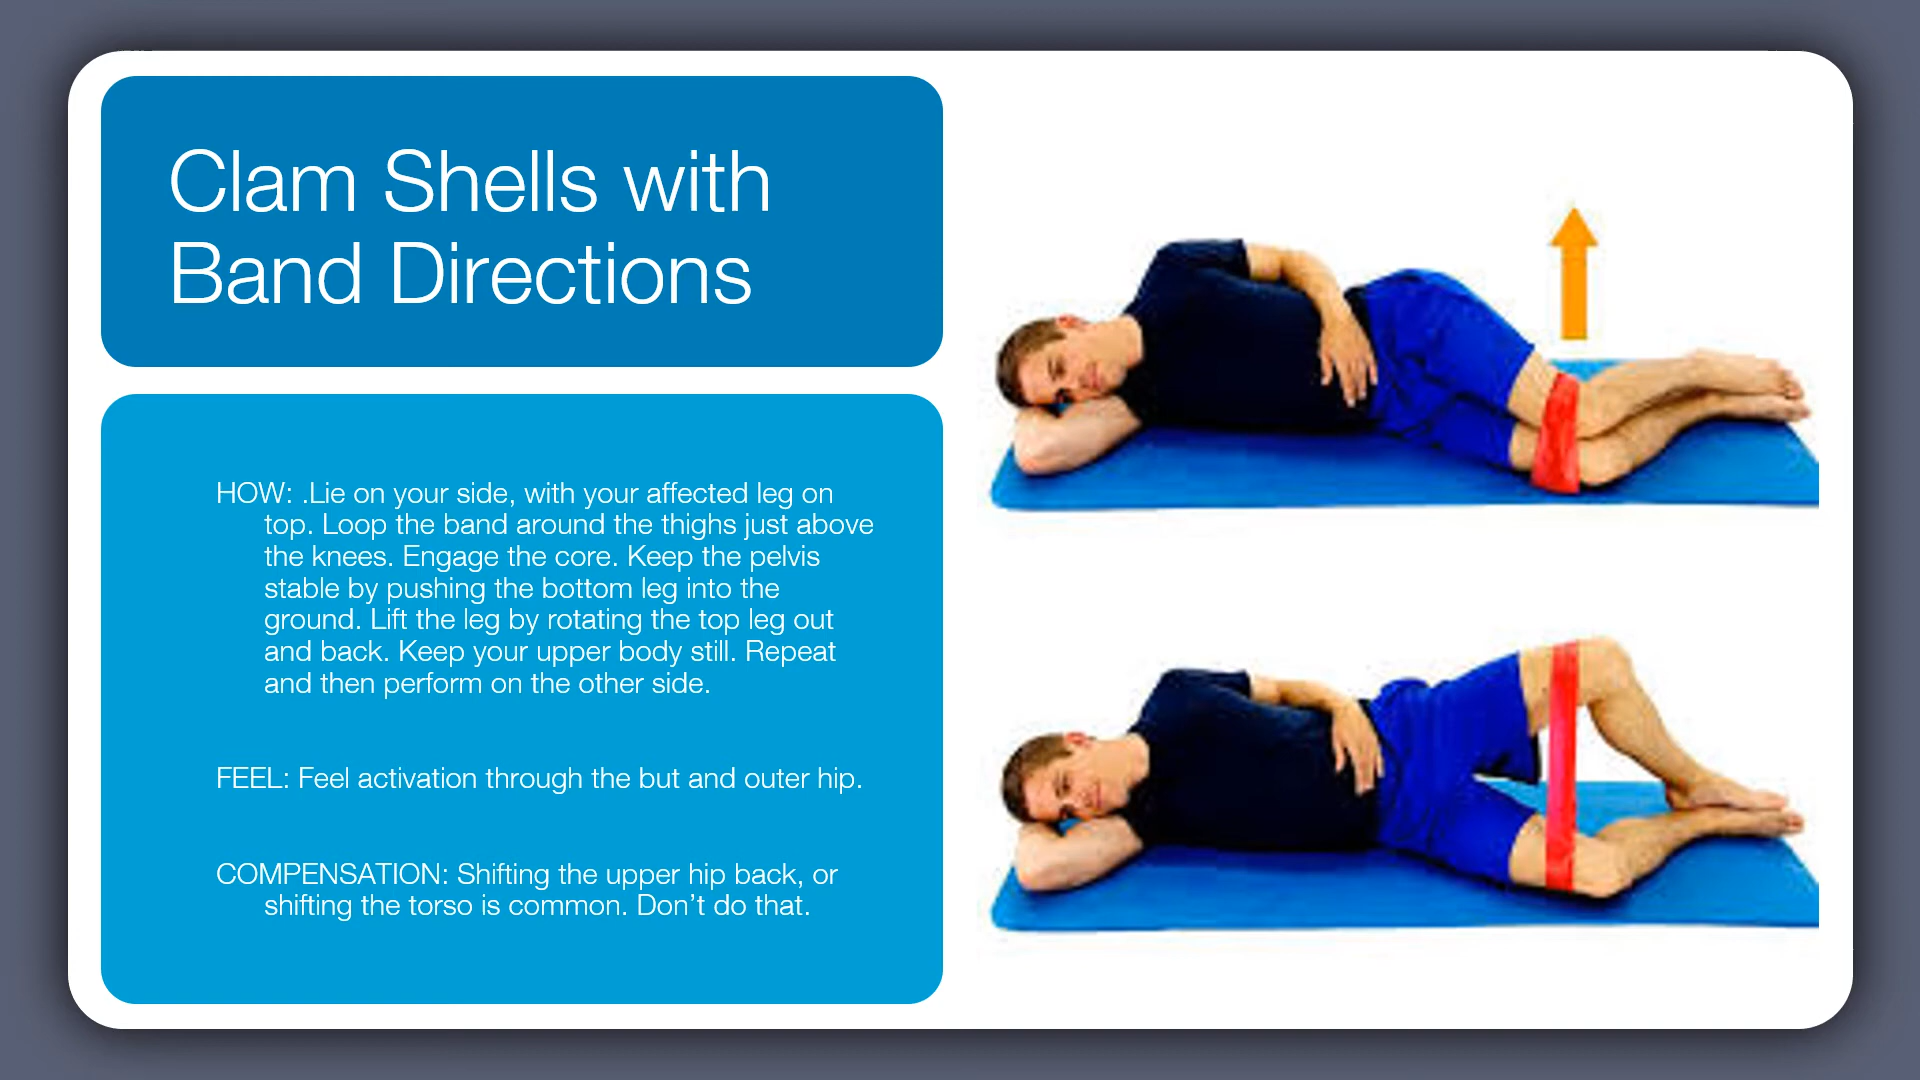 Clam Shells with
Band Directions
HOW: .Lie on your side, with your affected leg on
top. Loop the band around the thighs just above
the knees. Engage the core. Keep the pelvis
stable by pushing the bottom leg into the
ground. Lift the leg by rotating the top leg out
and back. Keep your upper body still. Repeat
and then perform on the other side.
FEEL: Feel activation through the but and outer hip.
COMPENSATION: Shifting the upper hip back, or
shifting the torso is common. Don’t do that.